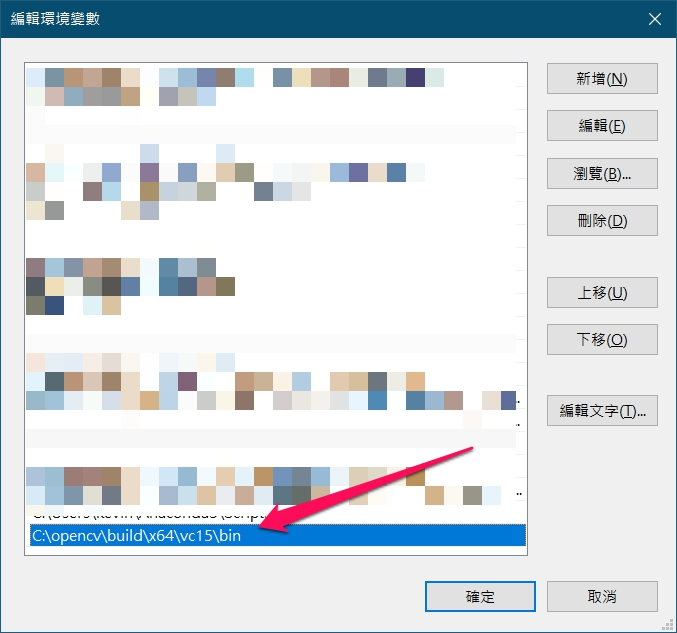 編輯環境變數
新增(N)
編輯(E)
瀏覽(B)...
刪除(D)
上移(U)
下移(O)
編輯文字(T)...
C:\opencv\build\x64\vc15\bin
確定
取消